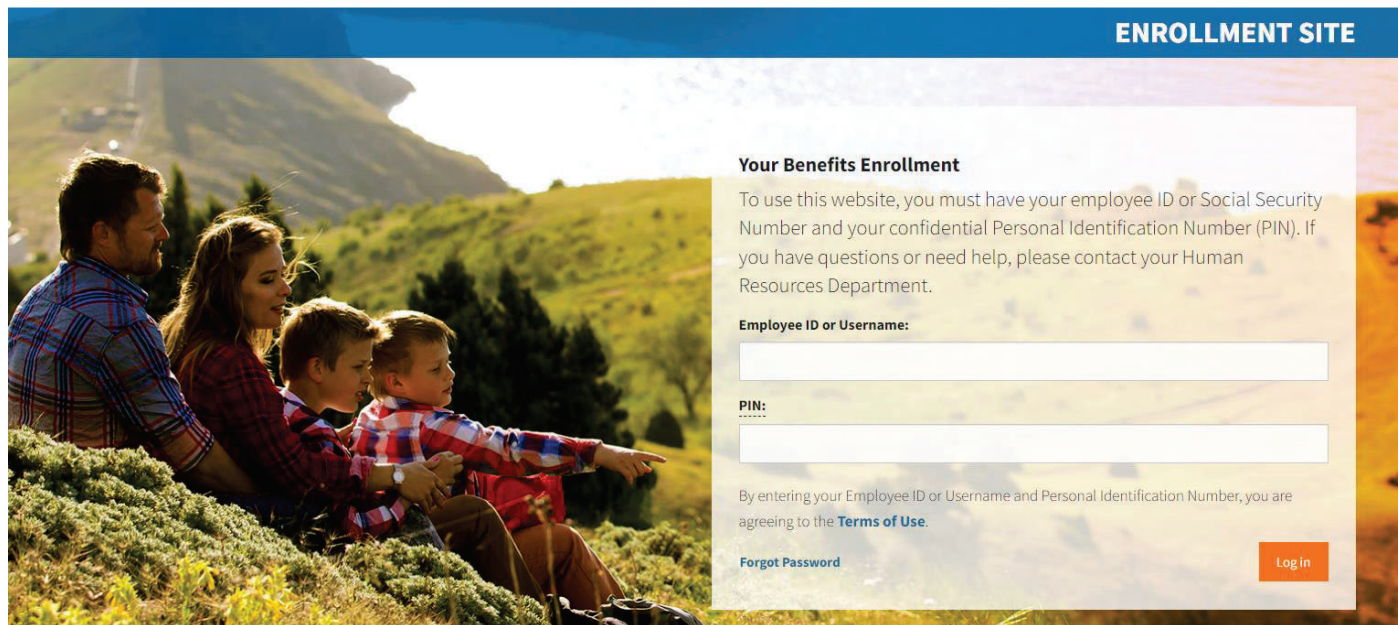 ENROLLMENT SITE
Your Benefits Enrollment
To use this website, you must have your employee ID or Social Security
Number and your confidential Personal Identification Number (PIN). If
you have questions or need help, please contact your Human
Resources Department.
Employee ID or Username:
PIN:
By entering your Employee ID or Username and Personal Identification Number, you are
agreeing to the Terms of Use.
Forgot Password
Log in